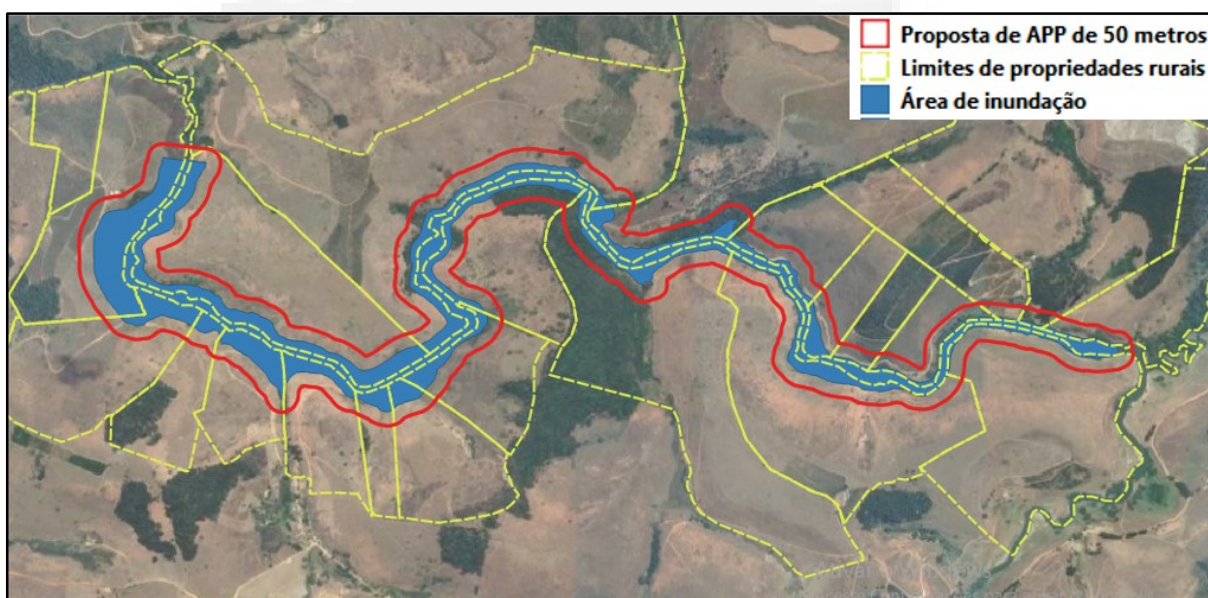 Proposta de APP de 50 metros
Limites de propriedades rurais
Área de inundação